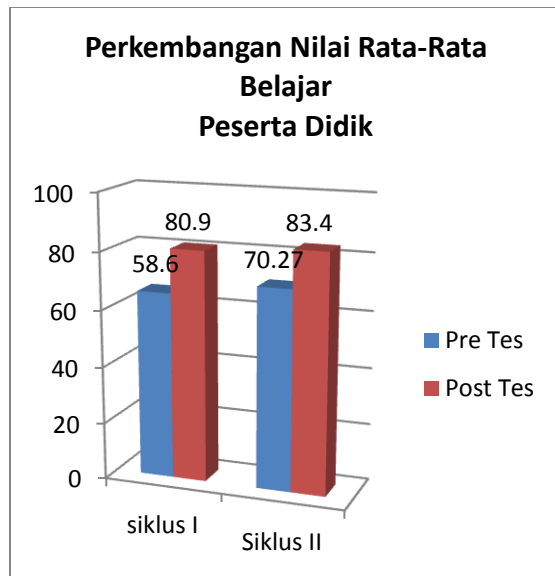 Perkembangan Nilai Rata-Rata
Belajar
Peserta Didik
100
80
60
40
20
0
58.6
80.9
70.27
83.4
siklus I
Siklus II
Pre Tes
Post Tes